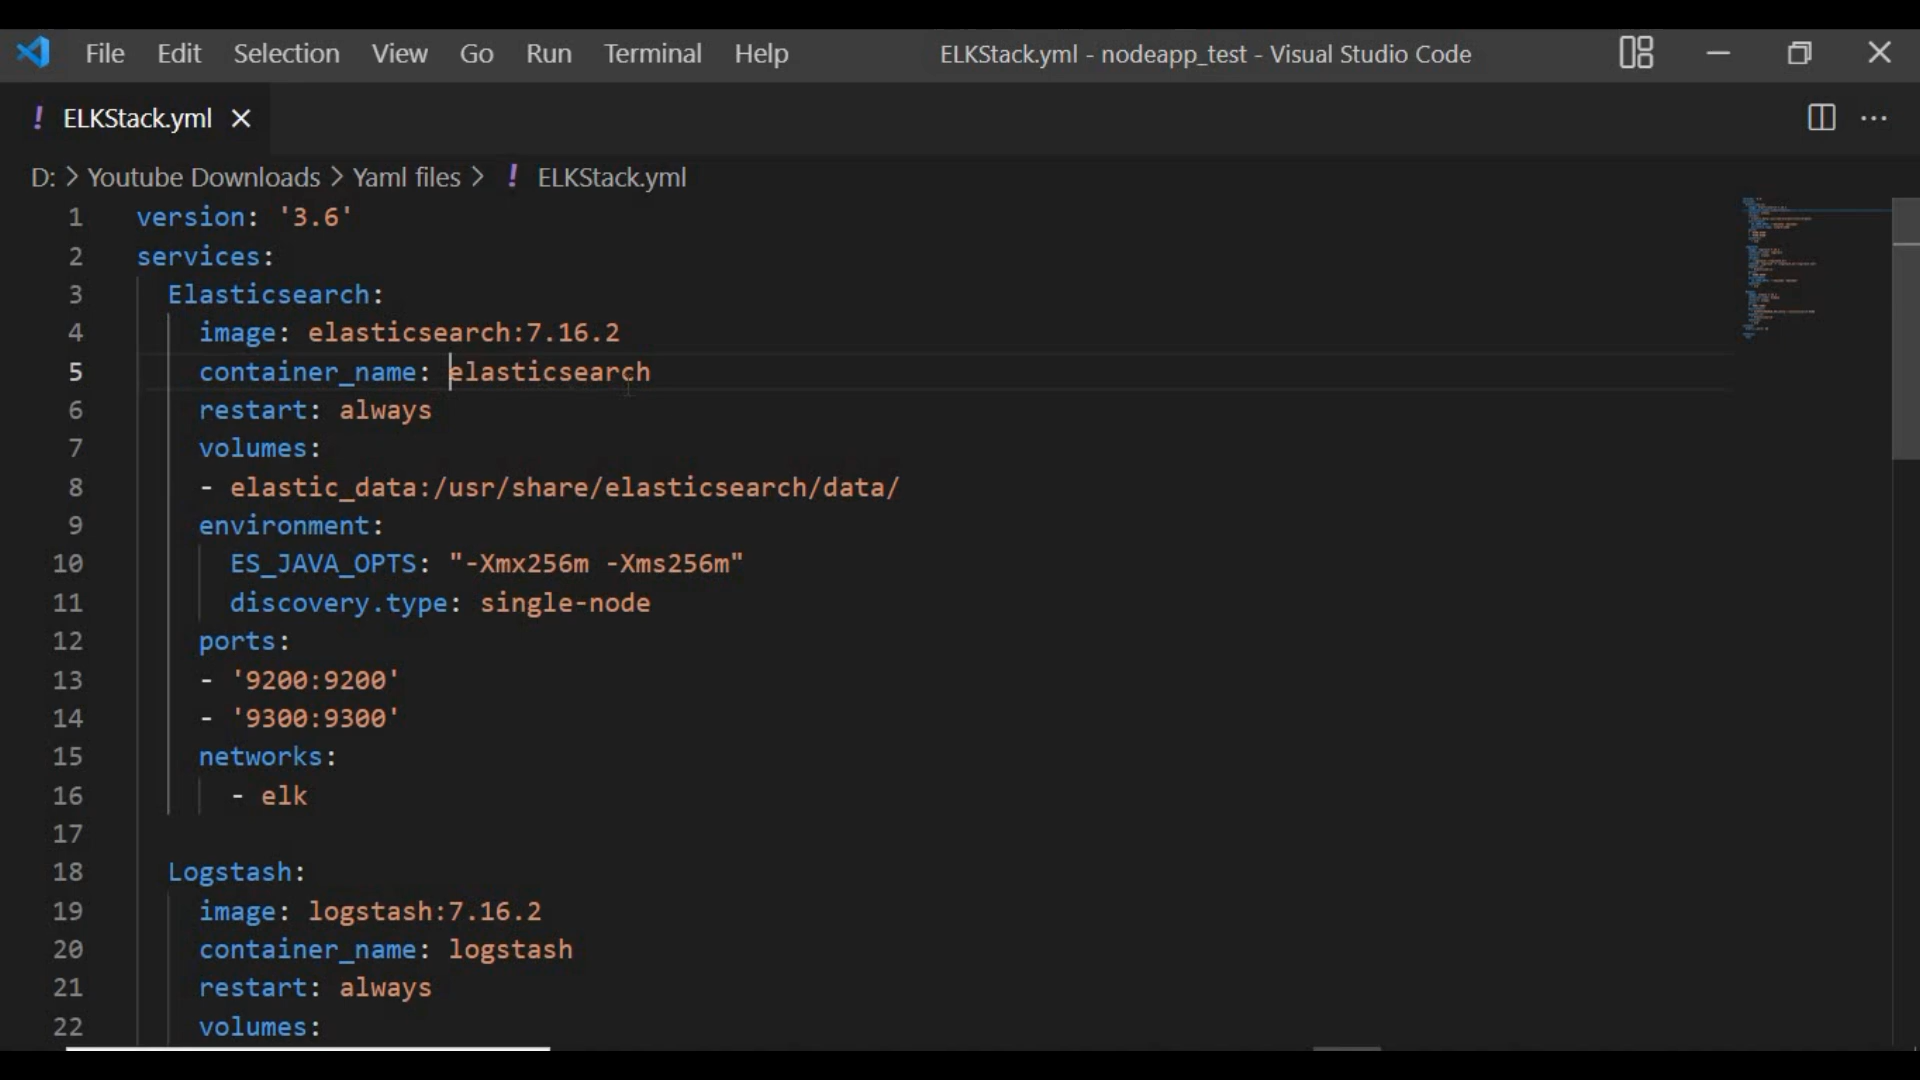 File Edit Selection View Go Run Terminal Help ELKStack.yml - nodeapp_test - Visual Studio Code
! ELKStack.yml
D: > Youtube Downloads > Yaml files > ! ELKStack.yml
1 version: '3.6'
2 services:
3 Elasticsearch:
4 image: elasticsearch:7.16.2
5 container_name: elasticsearch
6 restart: always
7 volumes:
8 - elastic_data:/usr/share/elasticsearch/data/
9 environment:
10 ES_JAVA_OPTS: "-Xmx256m -Xms256m"
11 discovery.type: single-node
12 ports:
13 - '9200:9200'
14 - '9300:9300'
15 networks:
16 - elk
17
18 Logstash:
19 image: logstash:7.16.2
20 container_name: logstash
21 restart: always
22 volumes: